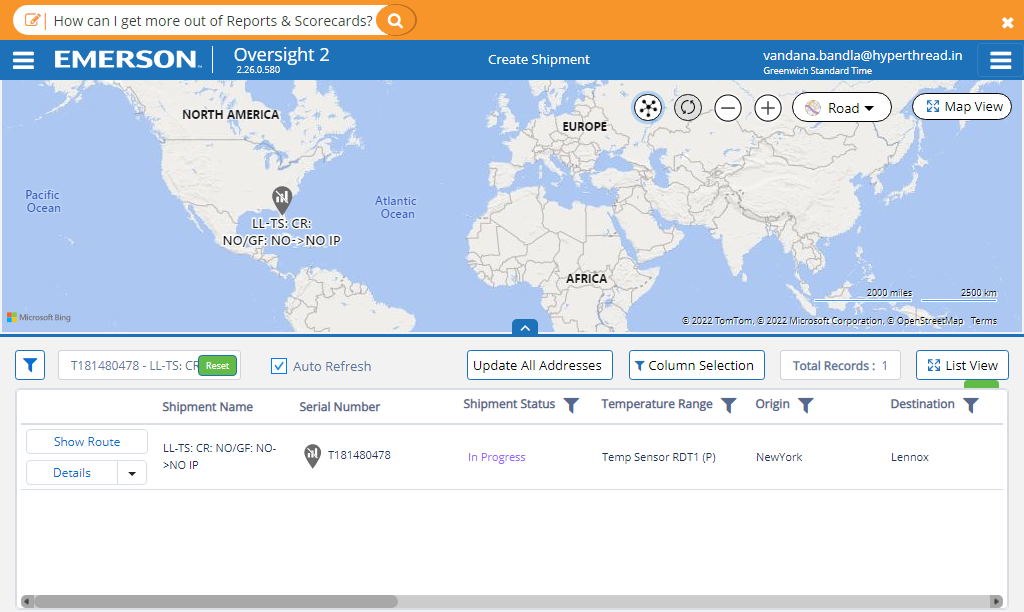 How can I get more out of Reports & Scorecards?
EMERSON
Oversight 2
2.26.0.580
Create Shipment
vandana.bandla@hyperthread.in
Greenwich Standard Time
Road
Map View
NORTH AMERICA
EUROPE
Pacific
Ocean
Atlantic
Ocean
LL-TS: CR:
NO/GF: NO->NO IP
AFRICA
2000 miles
2500 km
Microsoft Bing
© 2022 TomTom, © 2022 Microsoft Corporation, © OpenStreetMap Terms
T181480478 - LL-TS: CR
Reset
Auto Refresh
Update All Addresses
Column Selection
Total Records : 1
List View
Shipment Name
Serial Number
Shipment Status
Temperature Range
Origin
Destination
Show Route
Details
LL-TS: CR: NO/GF: NO-
>NO IP
T181480478
In Progress
Temp Sensor RDT1 (P)
NewYork
Lennox